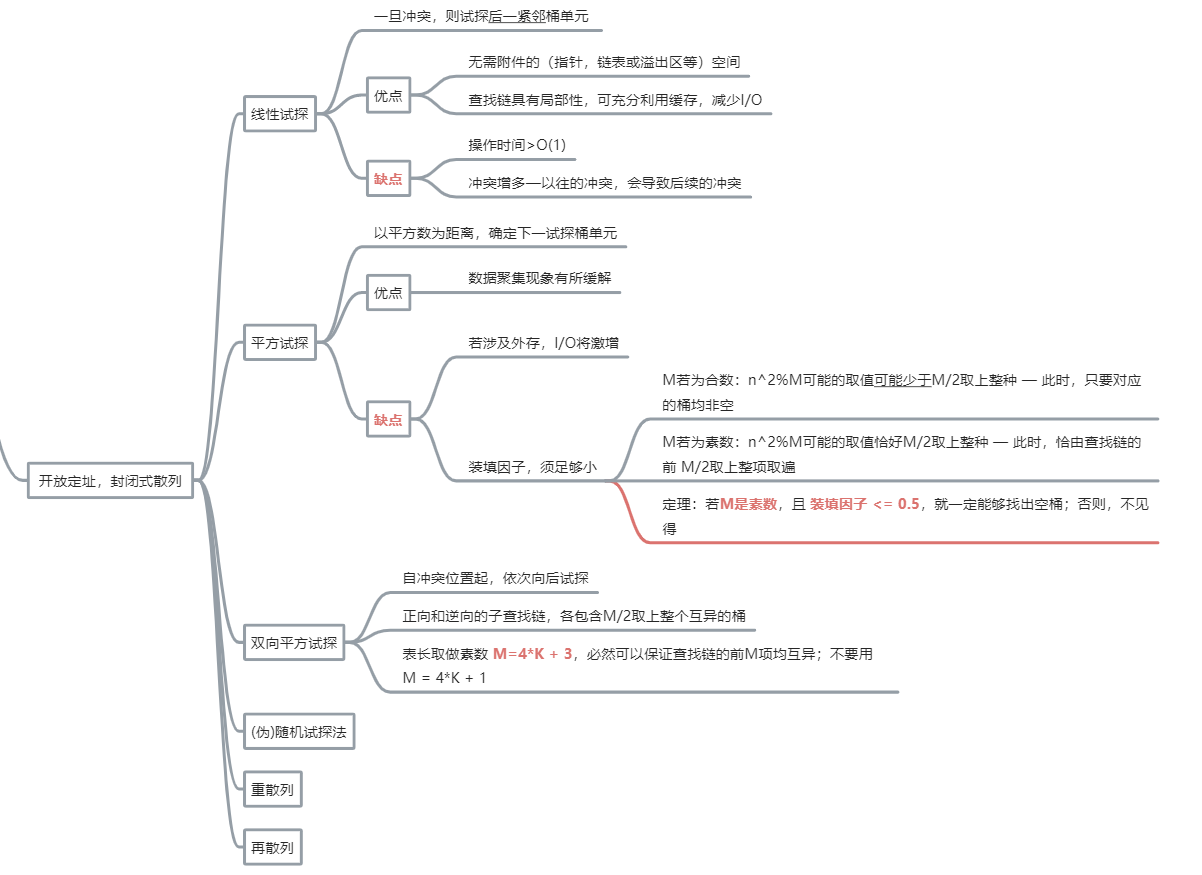 一旦冲突，则试探后一紧邻桶单元
无需附件的（指针，链表或溢出区等）空间
优点
查找链具有局部性，可充分利用缓存，减少I/O
线性试探
操作时间>O(1)
缺点
冲突增多—以往的冲突，会导致后续的冲突
以平方数为距离，确定下一试探桶单元
数据聚集现象有所缓解
优点
平方试探
若涉及外存，I/O将激增
M若为合数：n^2%M可能的取值可能少于M/2取上整种 — 此时，只要对应
的桶均非空
缺点
M若为素数：n^2%M可能的取值恰好M/2取上整种 — 此时，恰由查找链的
前 M/2取上整项取遍
装填因子，须足够小
开放定址，封闭式散列
定理：若M是素数，且 装填因子 <= 0.5，就一定能够找出空桶；否则，不见
得
自冲突位置起，依次向后试探
正向和逆向的子查找链，各包含M/2取上整个互异的桶
双向平方试探
表长取做素数 M=4*K + 3，必然可以保证查找链的前M项均互异；不要用
M = 4*K + 1
(伪)随机试探法
重散列
再散列